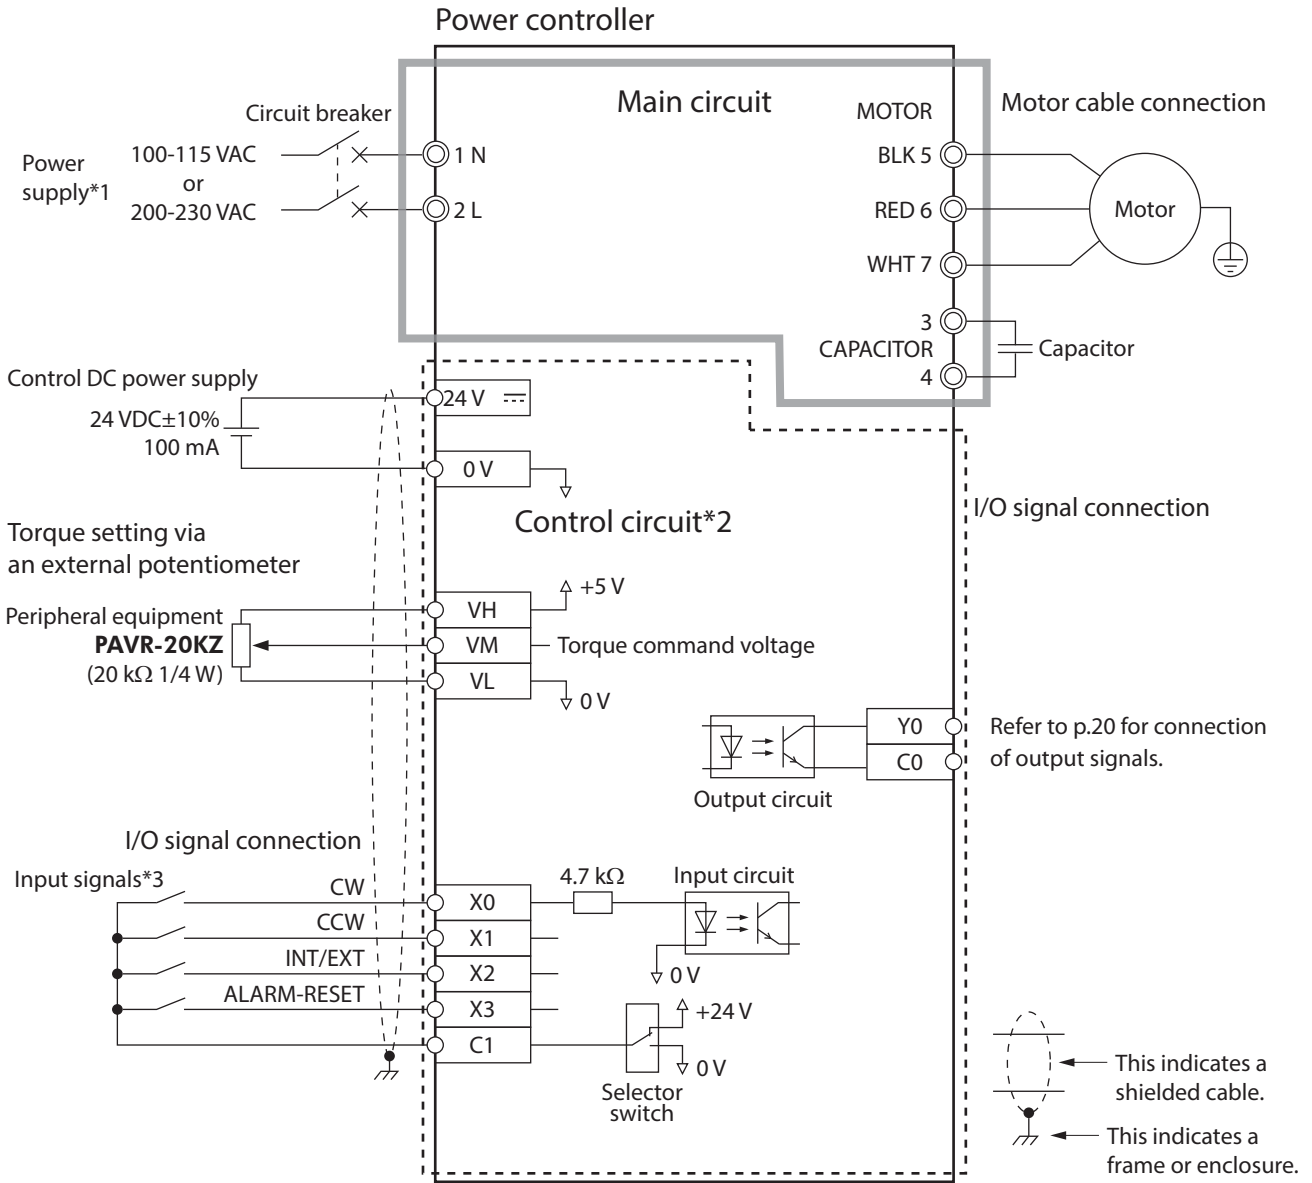 Power controller
Main circuit
MOTOR
Motor cable connection
Circuit breaker
Power
supply*1
100-115 VAC
or
200-230 VAC
1 N
2 L
BLK 5
RED 6
WHT 7
Motor
3
CAPACITOR
4
Capacitor
Control DC power supply
24 VDC±10%
100 mA
24 V
0 V
Control circuit*2
I/O signal connection
Torque setting via
an external potentiometer
Peripheral equipment
PAVR-20KZ
(20 kΩ 1/4 W)
VH
+5 V
VM
Torque command voltage
VL
0 V
Y0
C0
Refer to p.20 for connection
of output signals.
Output circuit
I/O signal connection
Input signals*3
CW
X0
4.7 kΩ
Input circuit
CCW
X1
INT/EXT
X2
0 V
ALARM-RESET
X3
+24 V
C1
0 V
Selector
switch
This indicates a
shielded cable.
This indicates a
frame or enclosure.